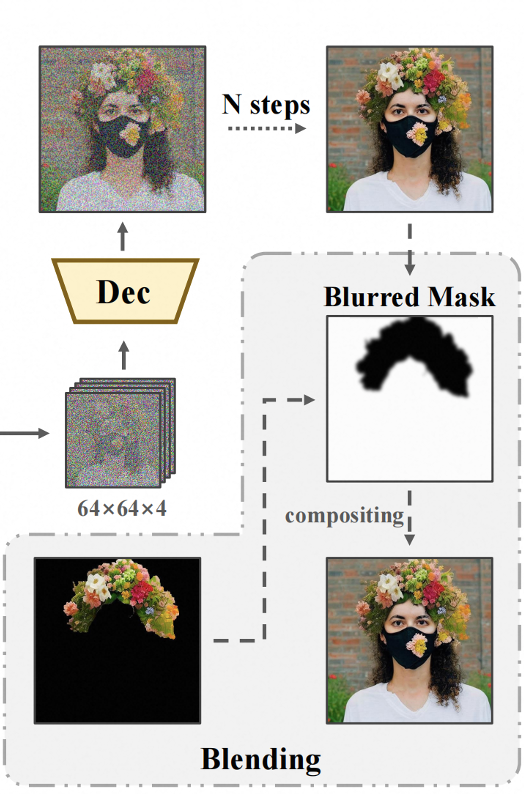 N steps
Dec
Blurred Mask
64×64×4
compositing
Blending